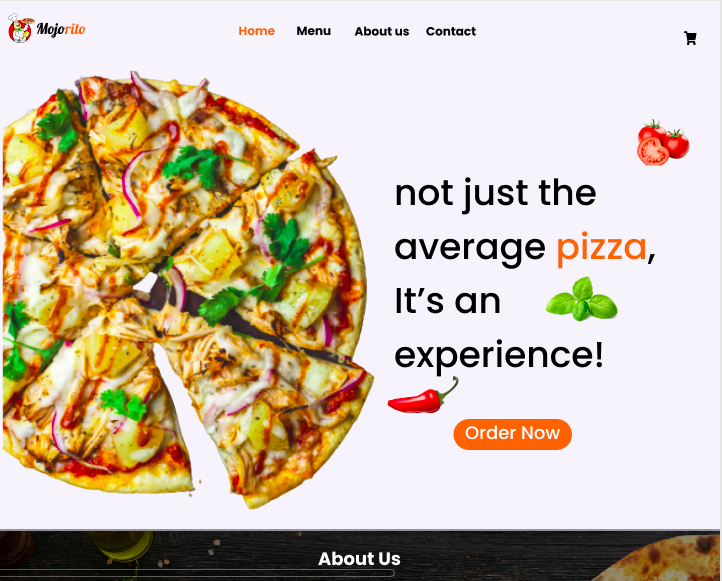 Mojorito
Home Menu About us Contact
not just the
average pizza,
It’s an
experience!
Order Now
About Us